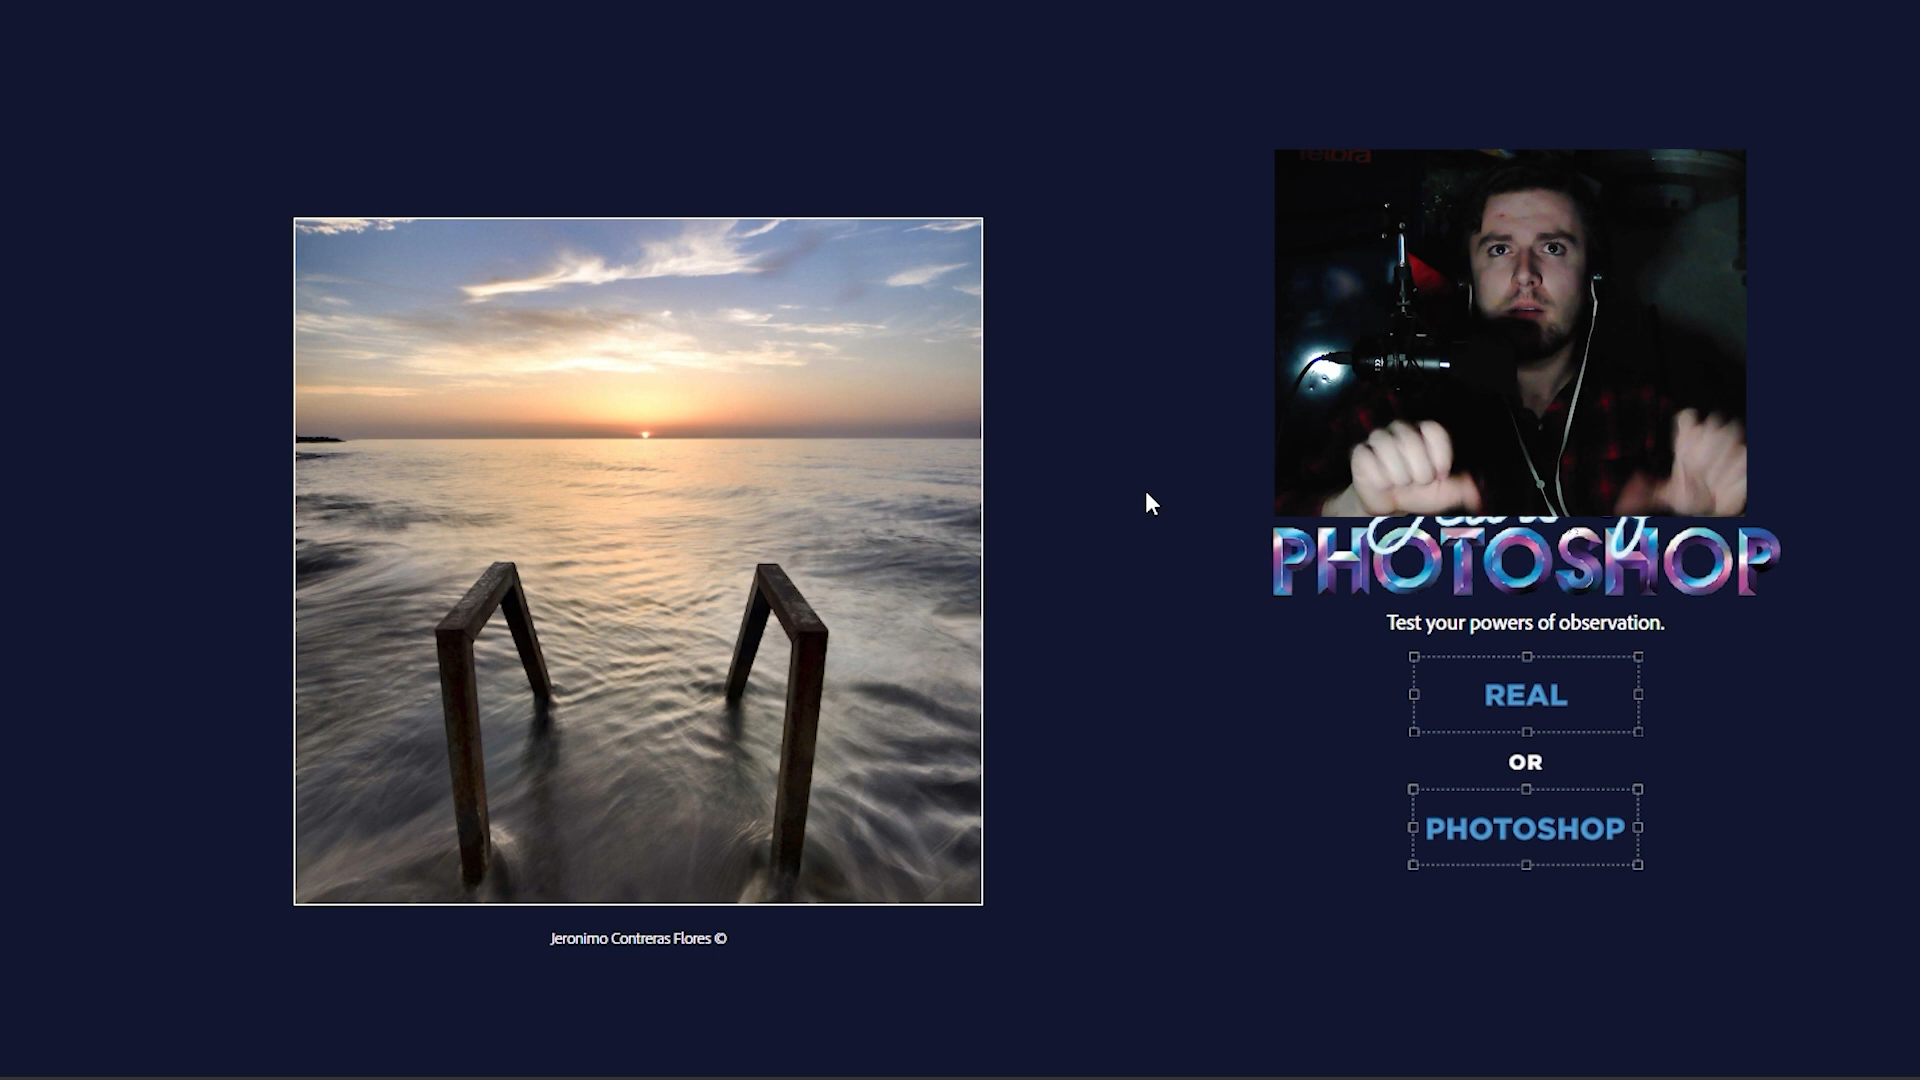 Jeronimo Contreras Flores ©
PHOTOSHOP
Test your powers of observation.
REAL
OR
PHOTOSHOP